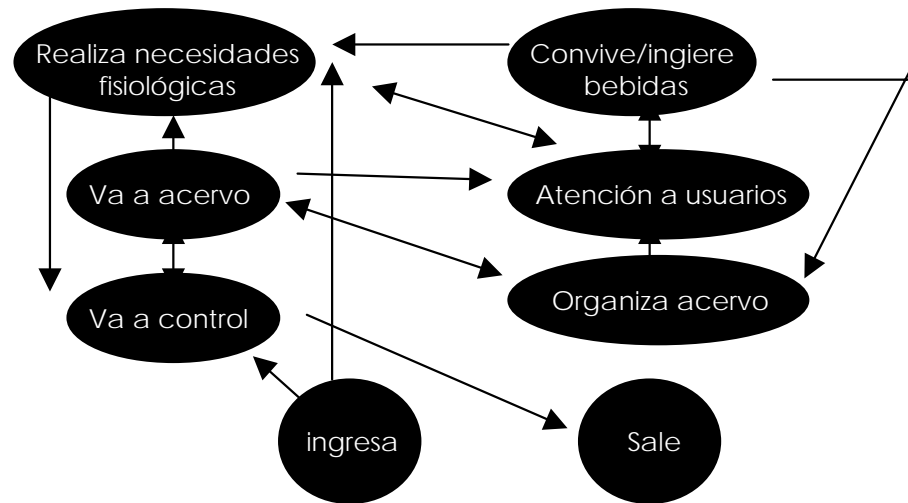 Realiza necesidades
fisiológicas
Convive/ingiere
bebidas
Va a acervo
Atención a usuarios
Va a control
Organiza acervo
ingresa
Sale